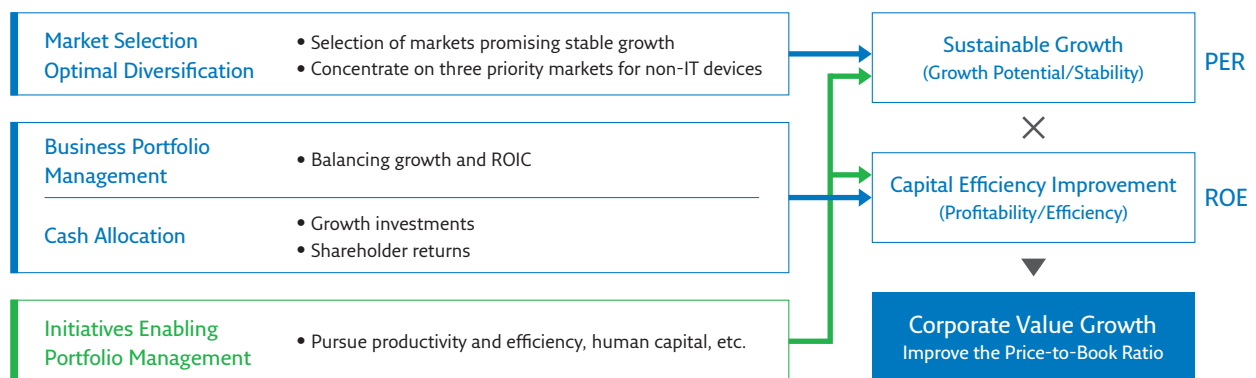 Market Selection
Optimal Diversification
• Selection of markets promising stable growth
• Concentrate on three priority markets for non-IT devices
Business Portfolio
Management
• Balancing growth and ROIC
Cash Allocation
• Growth investments
• Shareholder returns
Initiatives Enabling
Portfolio Management
• Pursue productivity and efficiency, human capital, etc.
Sustainable Growth
(Growth Potential/Stability)
PER
×
Capital Efficiency Improvement
(Profitability/Efficiency)
ROE
Corporate Value Growth
Improve the Price-to-Book Ratio